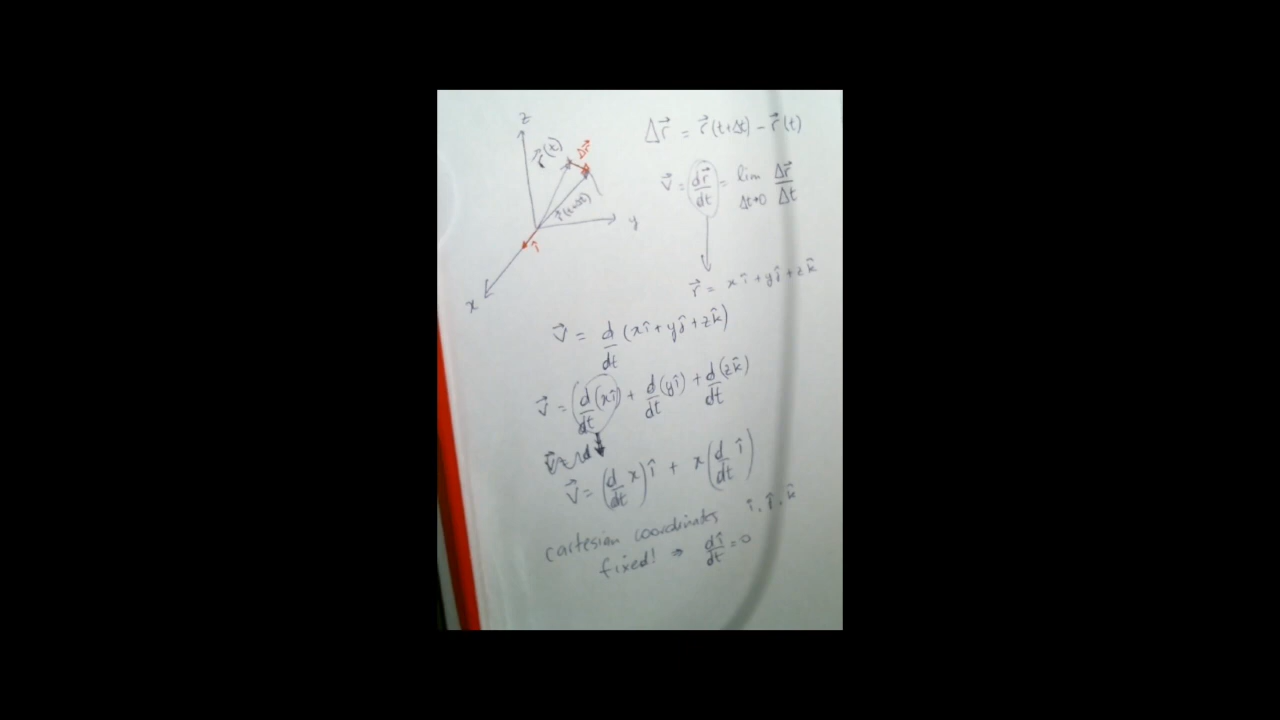 z
r⃗(t)
Δr⃗
r⃗(t+Δt)
y
î
x
Δr⃗ = r⃗(t+Δt) - r⃗(t)
v⃗ = dr⃗/dt = lim Δt→0 Δr⃗/Δt
r⃗ = xî + yĵ + zk̂
v⃗ = d/dt (xî + yĵ + zk̂)
v⃗ = (d/dt (xî) + d/dt (yî) + d/dt (zk̂)
v⃗ = (d/dt x) î + x (d/dt î)
cartesian coordinates î, ĵ, k̂
fixed! ⇒ dî/dt = 0